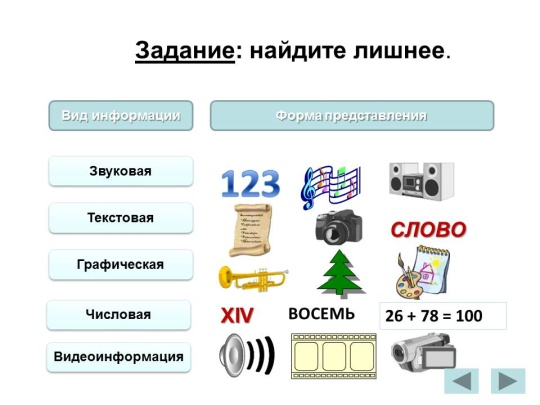 Задание: найдите лишнее.
Вид информации
Форма представления
Звуковая
123
Текстовая
СЛОВО
Графическая
Числовая
XIV
ВОСЕМЬ
26 + 78 = 100
Видеоинформация